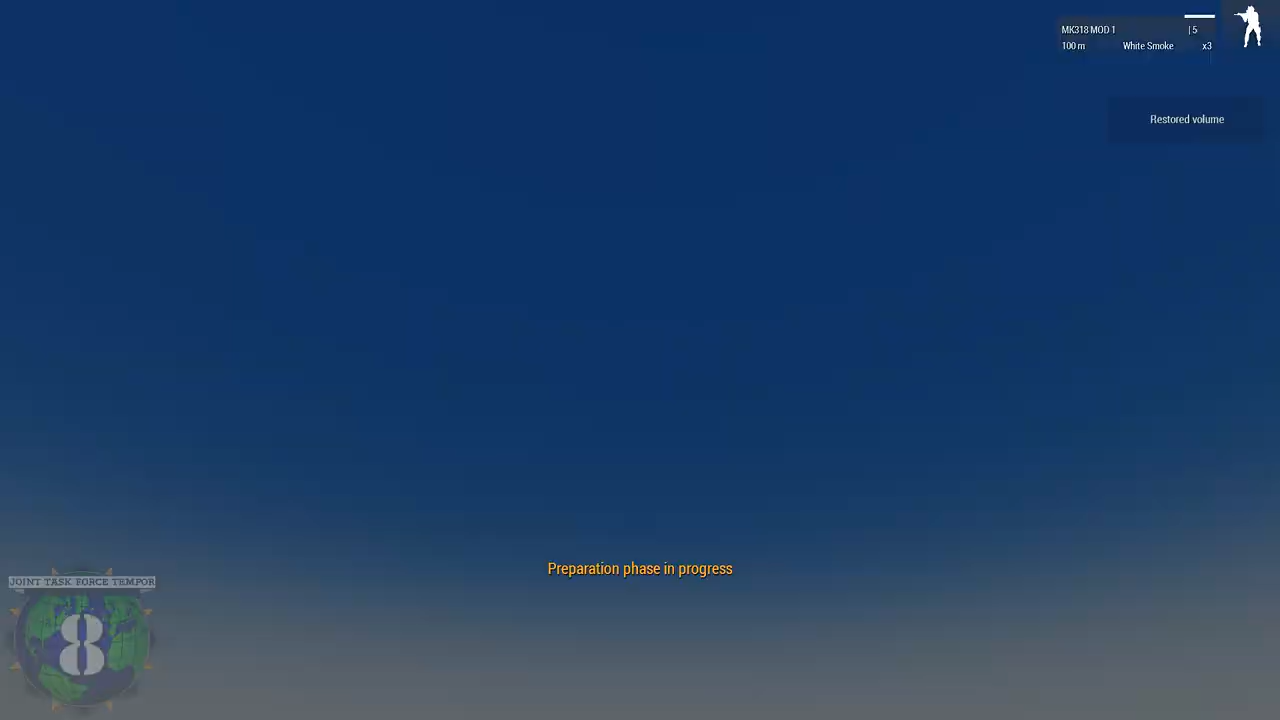 MK318 MOD 1 | 5
100 m White Smoke x3
Restored volume
Preparation phase in progress
JOINT TASK FORCE TEMPOR
8